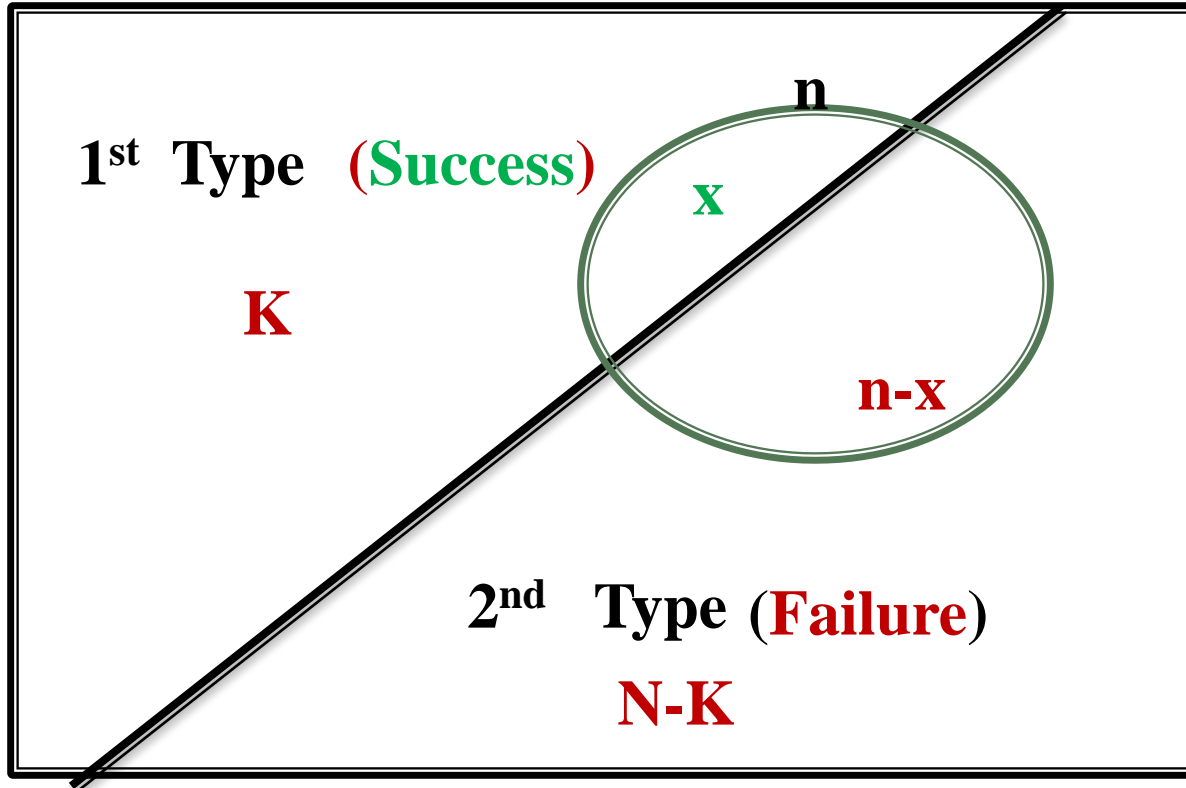 n
1st Type (Success)
x
K
n-x
2nd Type (Failure)
N-K